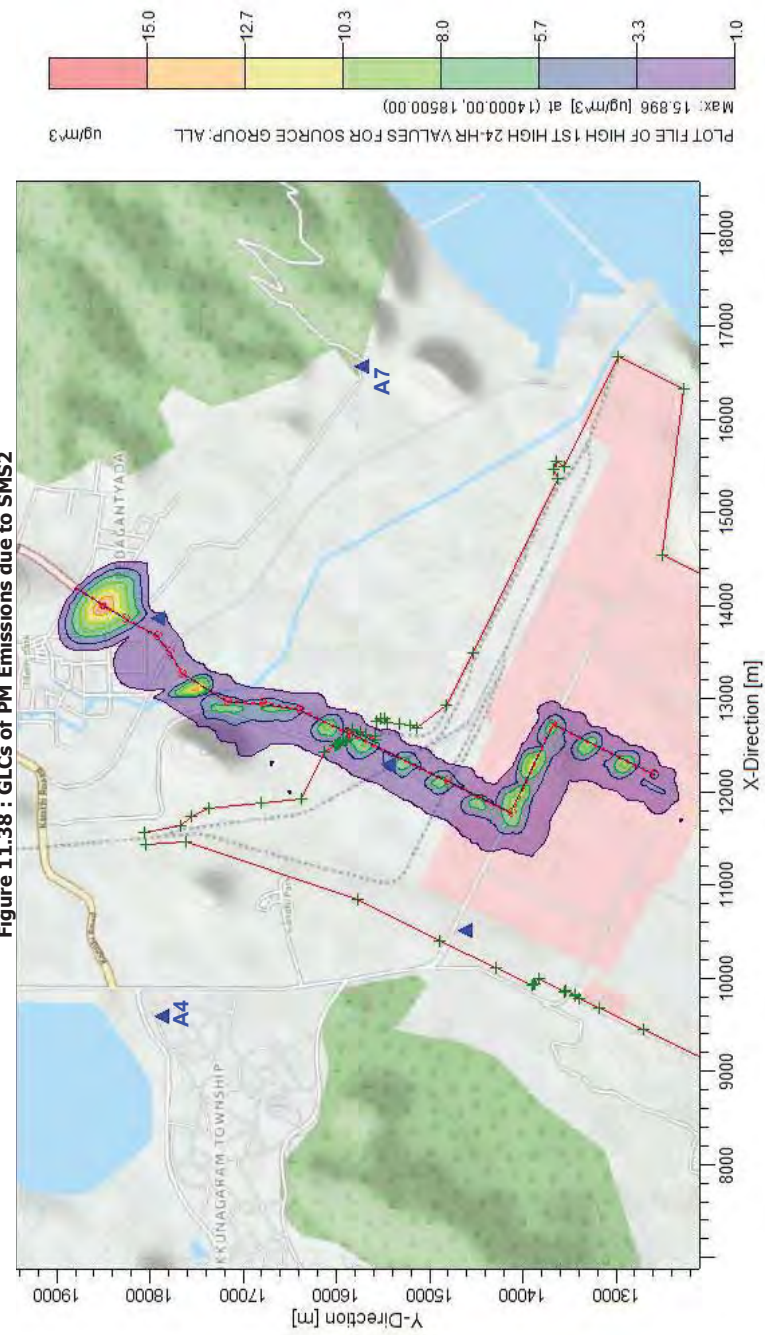 Figure 11.38 : GLCs of PM Emissions due to SMS2
PLOT FILE OF HIGH 1ST HIGH 24-HR VALUES FOR SOURCE GROUP: ALL
Max: 15.896 [ug/m^3] at (14000.00, 18500.00)
ug/m^3
15.0
12.7
10.3
8.0
5.7
3.3
1.0
DAGANTYADA
KKUNAGARAM TOWNSHIP
A4
A7
Y-Direction [m]
19000
18000
17000
16000
15000
14000
13000
X-Direction [m]
8000
9000
10000
11000
12000
13000
14000
15000
16000
17000
18000